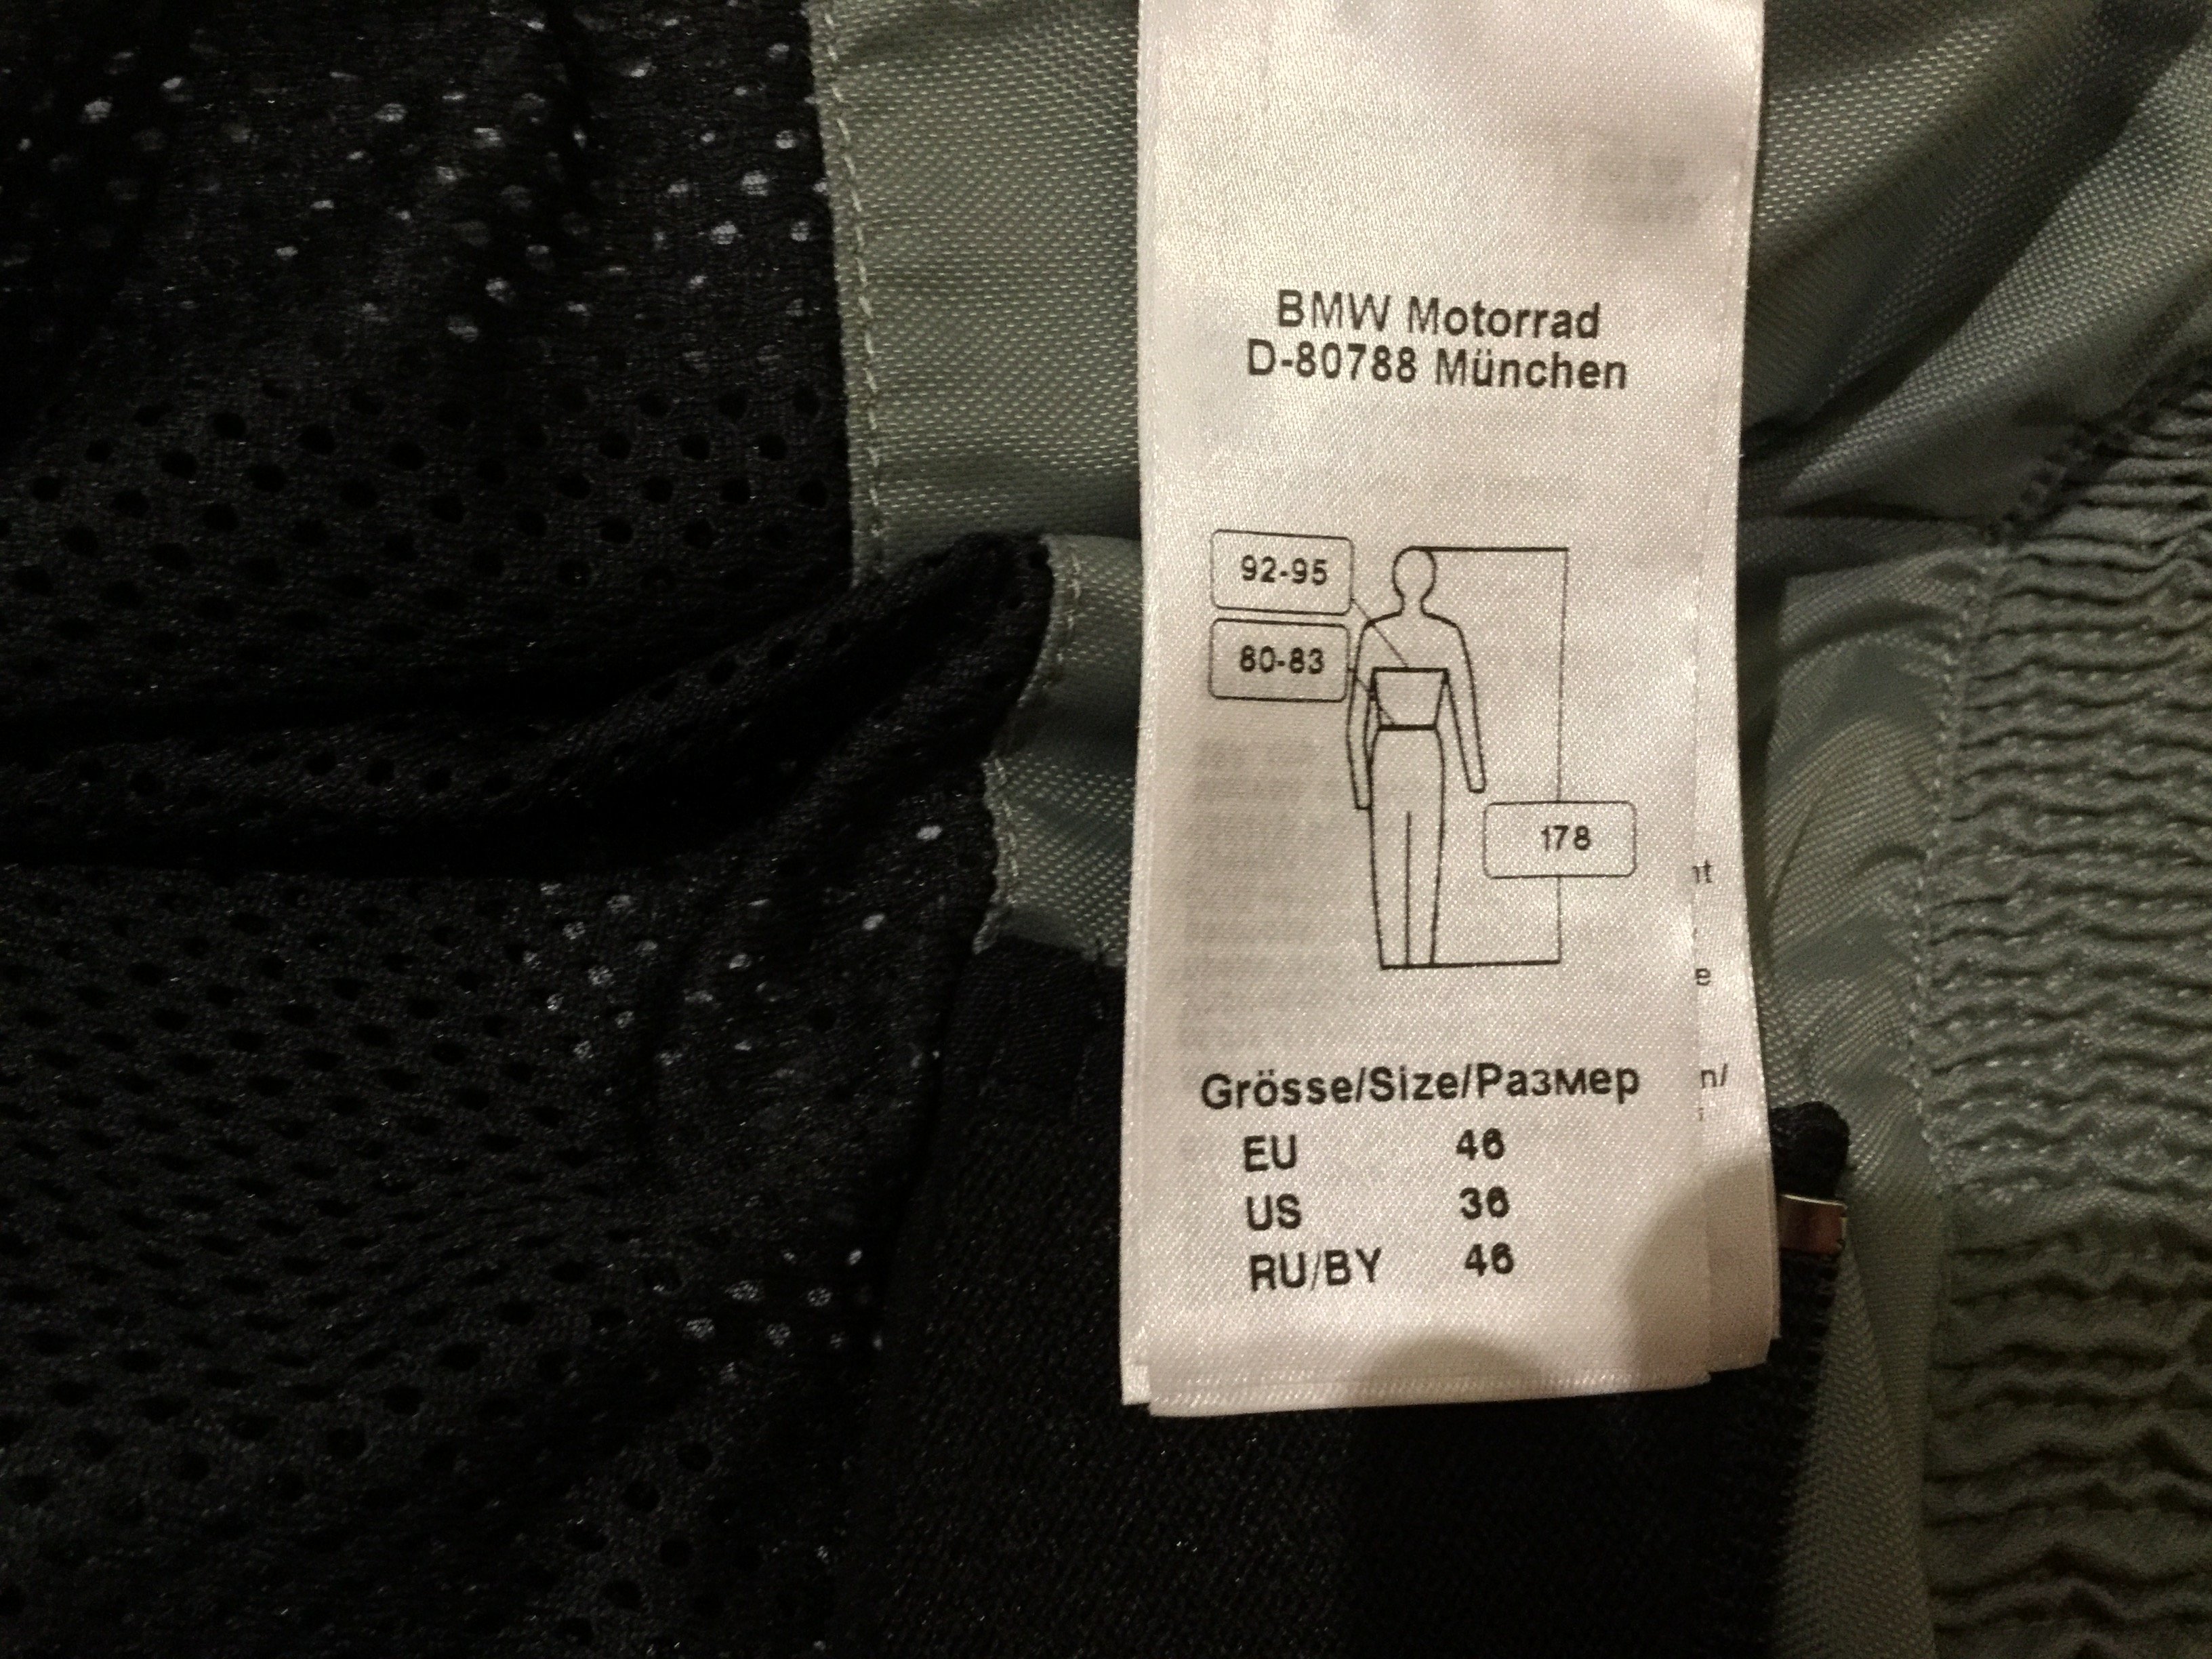 BMW Motorrad
D-80788 München
92-95
80-83
178
nt
e
n/
Grösse/Size/Размер
EU 46
US 36
RU/BY 46